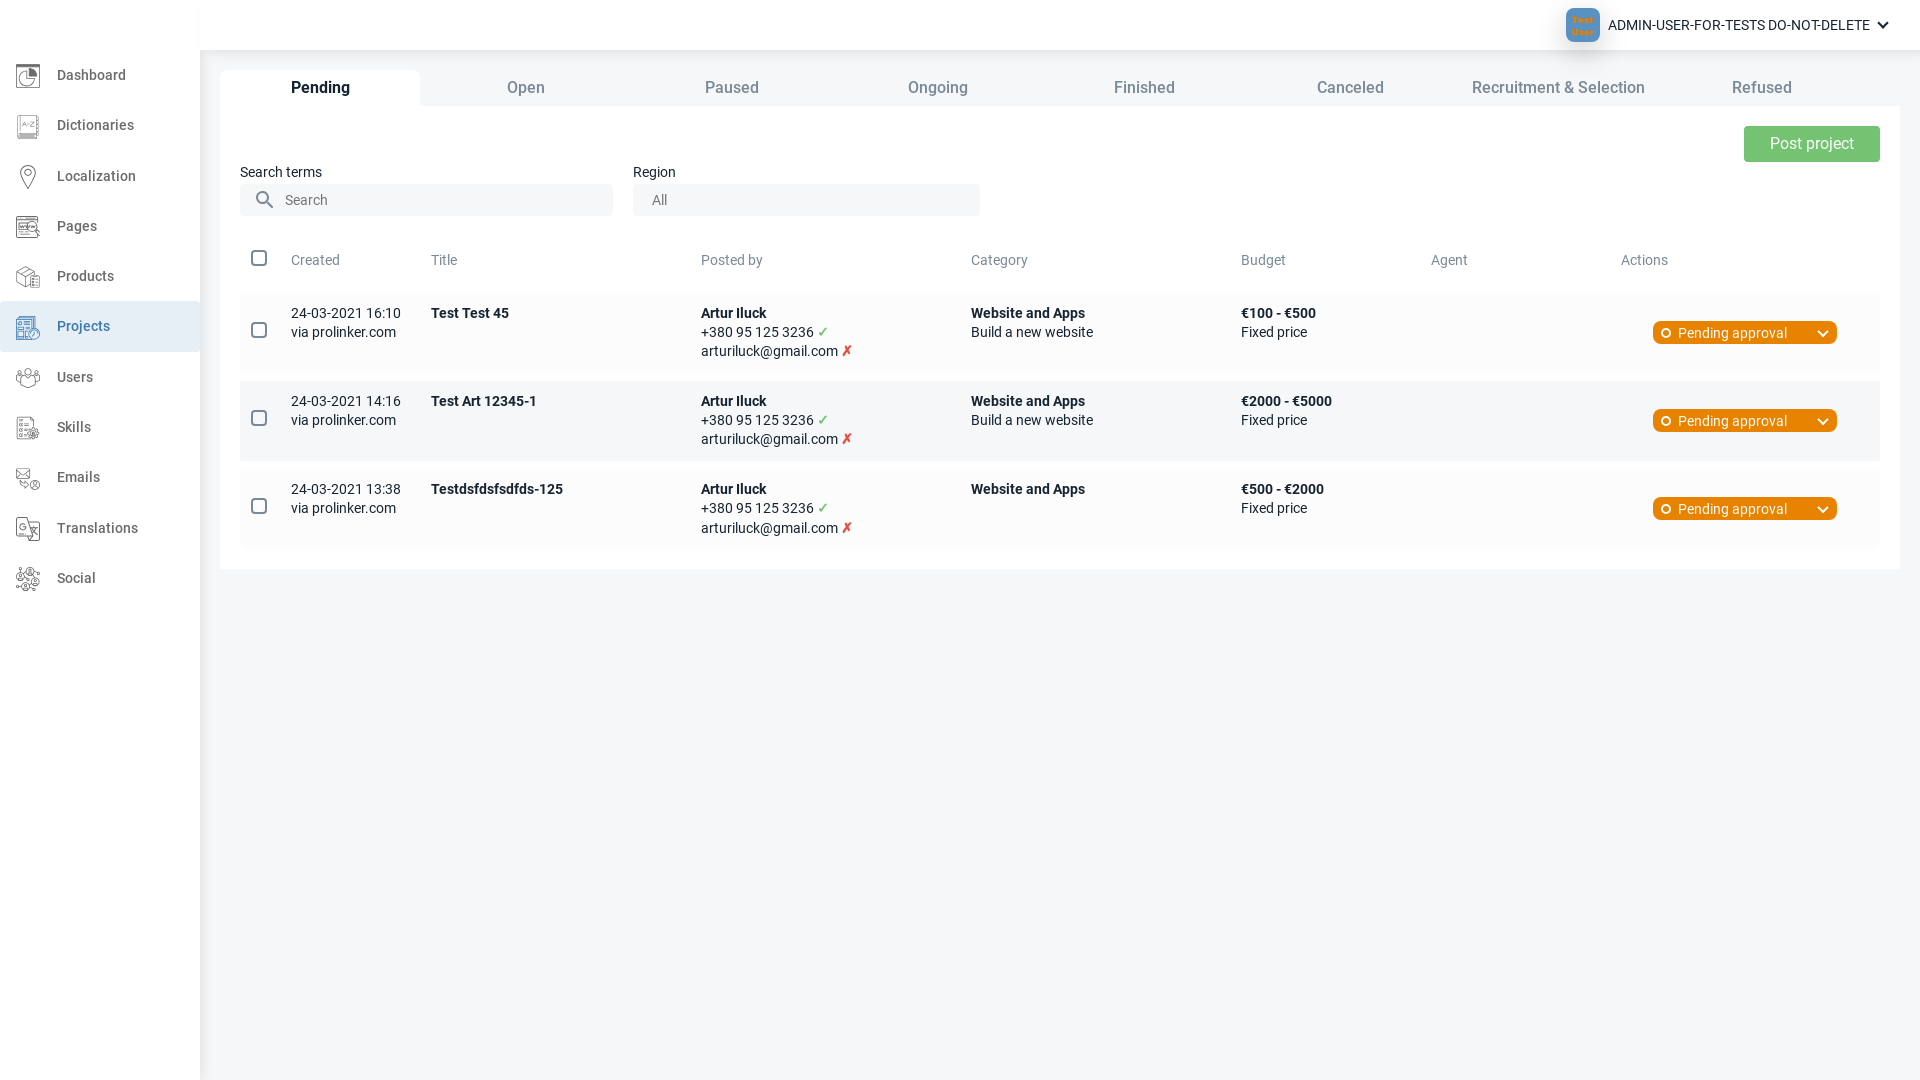 Test User
ADMIN-USER-FOR-TESTS DO-NOT-DELETE
Dashboard
Dictionaries
Localization
Pages
Products
Projects
Users
Skills
Emails
Translations
Social
Pending Open Paused Ongoing Finished Canceled Recruitment & Selection Refused
Post project
Search terms Region
Search All
Created Title Posted by Category Budget Agent Actions
24-03-2021 16:10 Test Test 45 Artur Iluck Website and Apps €100 - €500
via prolinker.com +380 95 125 3236 ✓ Build a new website Fixed price Pending approval
arturiluck@gmail.com ✗
24-03-2021 14:16 Test Art 12345-1 Artur Iluck Website and Apps €2000 - €5000
via prolinker.com +380 95 125 3236 ✓ Build a new website Fixed price Pending approval
arturiluck@gmail.com ✗
24-03-2021 13:38 Testdsfdsfsdfds-125 Artur Iluck Website and Apps €500 - €2000
via prolinker.com +380 95 125 3236 ✓ Fixed price Pending approval
arturiluck@gmail.com ✗